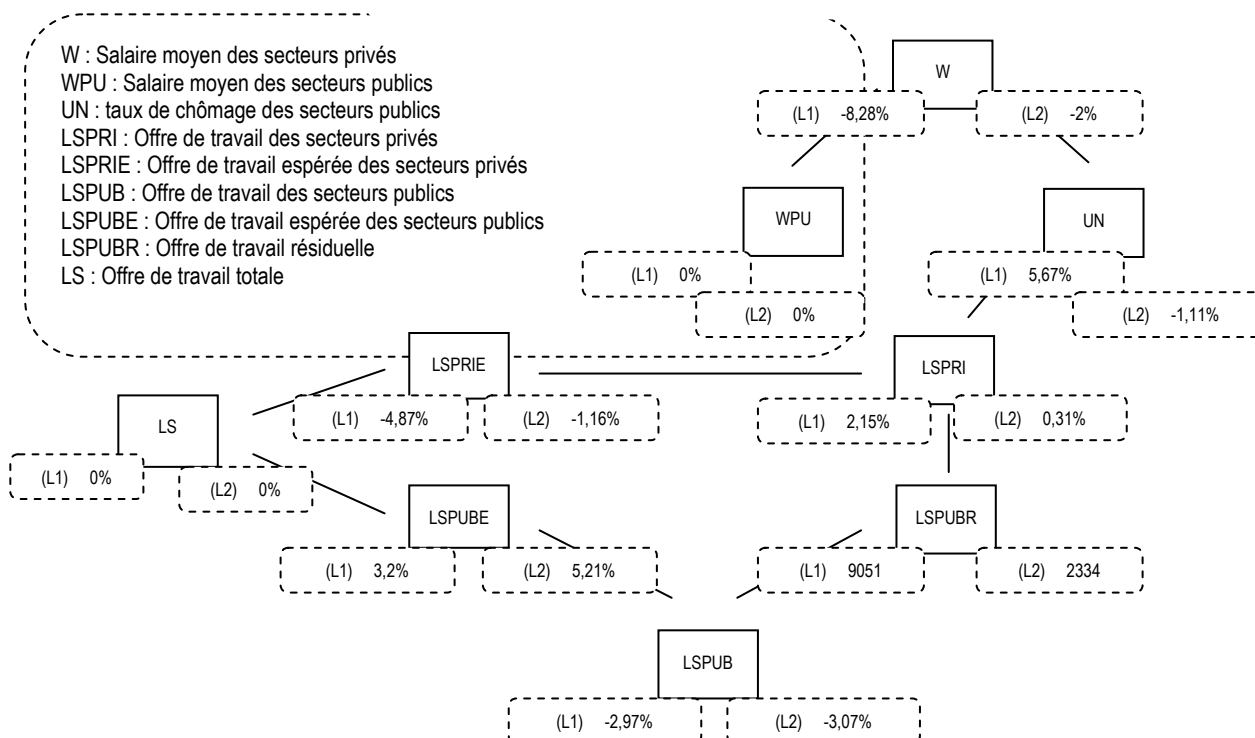 W : Salaire moyen des secteurs privés
WPU : Salaire moyen des secteurs publics
UN : taux de chômage des secteurs publics
LSPRI : Offre de travail des secteurs privés
LSPRIE : Offre de travail espérée des secteurs privés
LSPUB : Offre de travail des secteurs publics
LSPUBE : Offre de travail espérée des secteurs publics
LSPUBR : Offre de travail résiduelle
LS : Offre de travail totale
W
(L1) -8,28%
(L2) -2%
WPU
(L1) 0%
(L2) 0%
UN
(L1) 5,67%
(L2) -1,11%
LSPRIE
(L1) -4,87%
(L2) -1,16%
LSPRI
(L1) 2,15%
(L2) 0,31%
LS
(L1) 0%
(L2) 0%
LSPUBE
(L1) 3,2%
(L2) 5,21%
LSPUBR
(L1) 9051
(L2) 2334
LSPUB
(L1) -2,97%
(L2) -3,07%